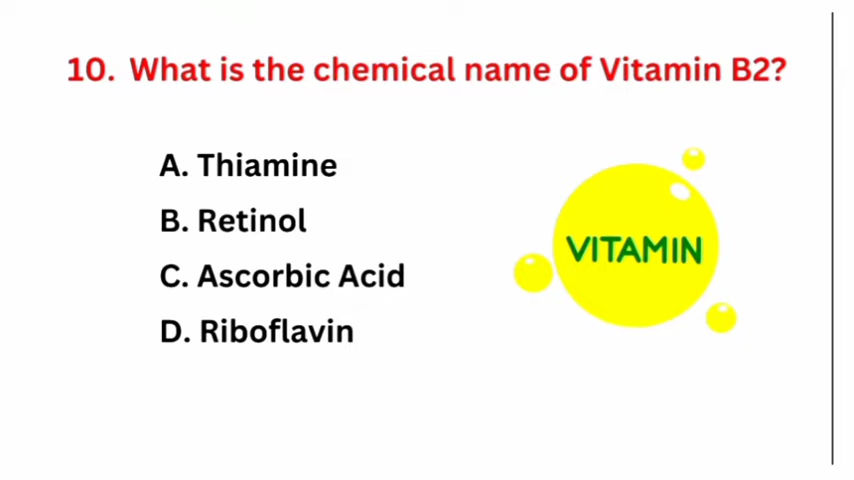 10. What is the chemical name of Vitamin B2?
A. Thiamine
B. Retinol
C. Ascorbic Acid
D. Riboflavin
VITAMIN